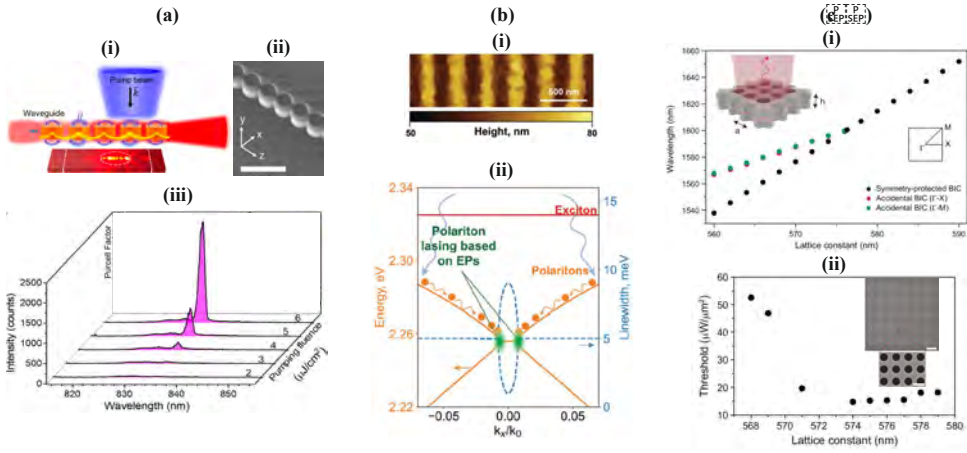 (a)
(i)
Pump beam
k
Waveguide
(ii)
y
x
z
(iii)
Purcell Factor
Intensity (counts)
2500
2000
1500
1000
500
0
6
5
4
3
2
Pumping fluence
(μJ/cm²)
820
830
840
850
Wavelength (nm)
(b)
(i)
500 nm
50
Height, nm
80
(ii)
2.34
2.30
2.26
2.22
Energy, eV
Exciton
Polariton
lasing based
on EPs
Polaritons
15
10
5
0
Linewidth, meV
−0.05
0.00
0.05
kx/k0
(c)
P P
SEP SEP
(i)
1660
1640
1620
1600
1580
1560
1540
Wavelength (nm)
h
a
M
X
Γ
Symmetry-protected BIC
Accidental BIC (Γ-X)
Accidental BIC (Γ-M)
560
570
580
590
Lattice constant (nm)
(ii)
60
50
40
30
20
10
0
Threshold (μW/μm²)
568
570
572
574
576
578
580
Lattice constant (nm)